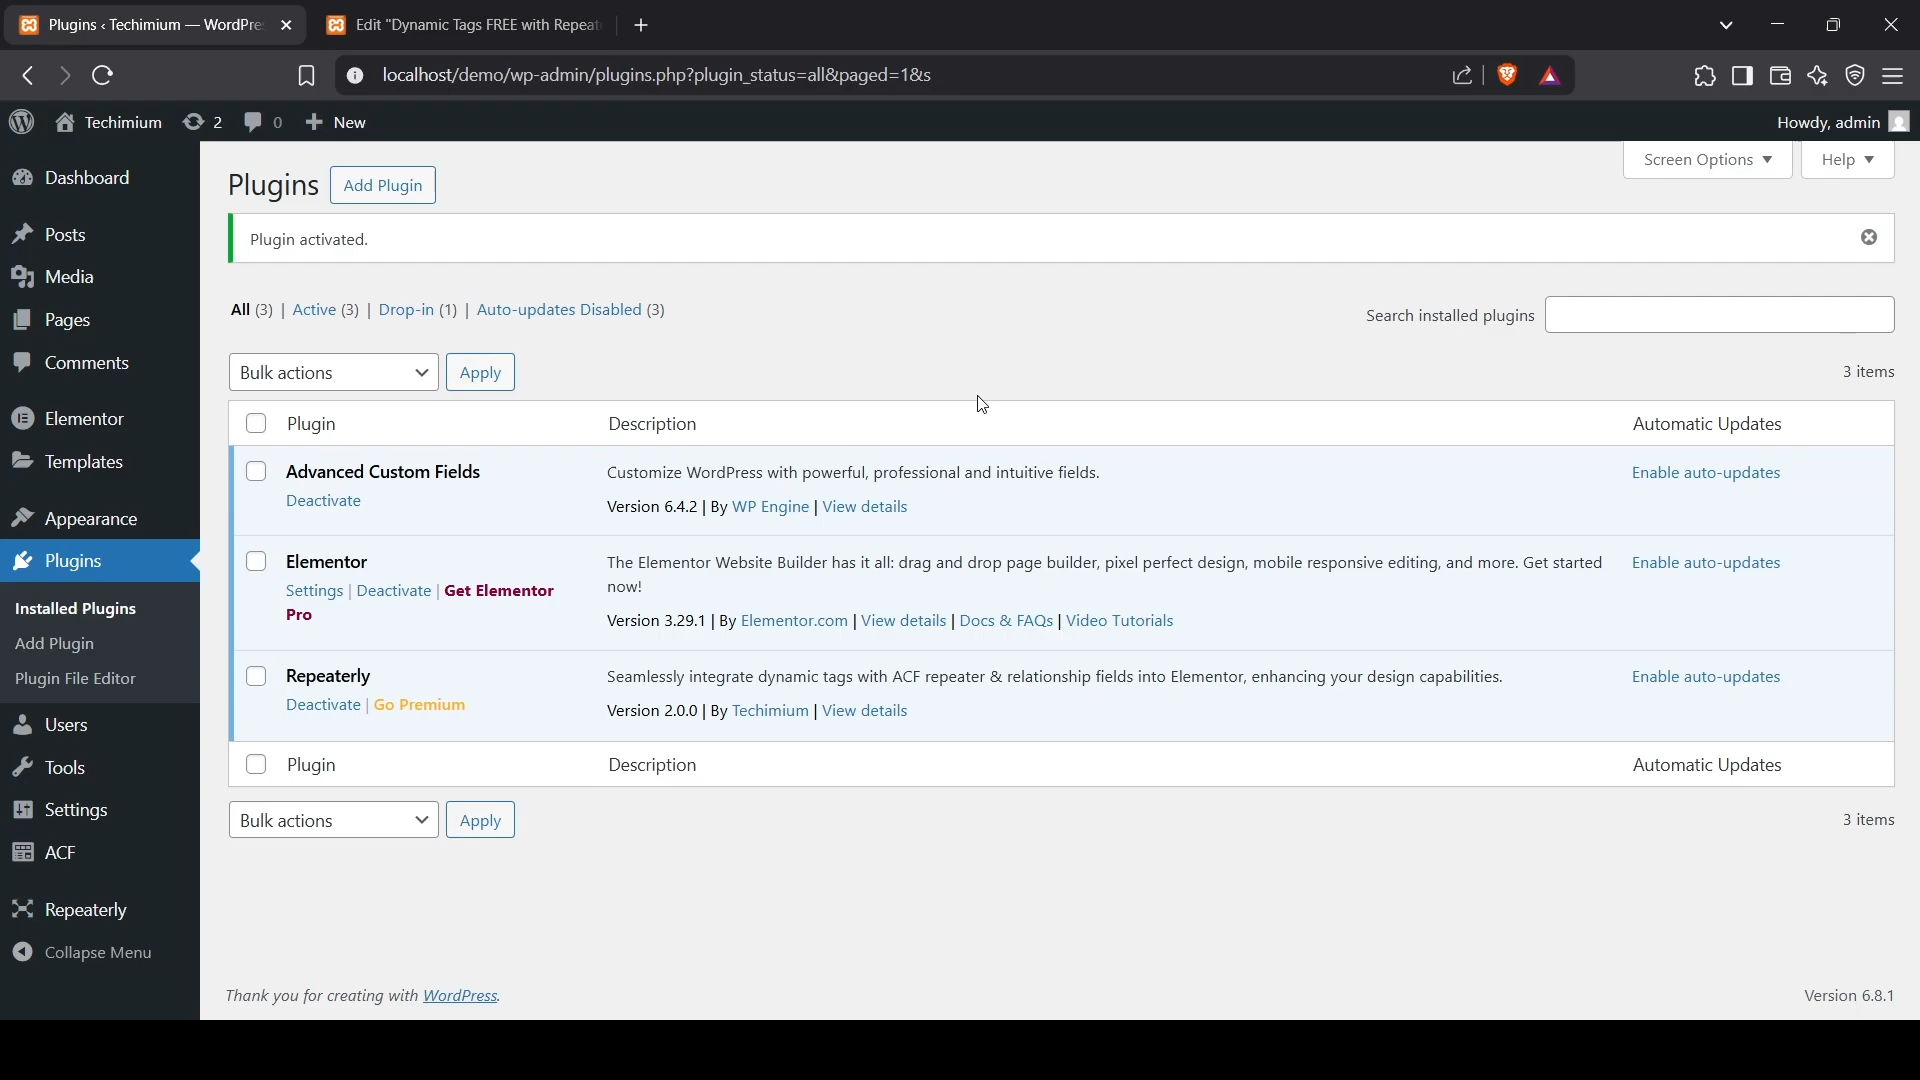 Plugins ‹ Techimium — WordPre
Edit "Dynamic Tags FREE with Repeat
localhost/demo/wp-admin/plugins.php?plugin_status=all&paged=1&s
Techimium
2
0
New
Howdy, admin
Dashboard
Posts
Media
Pages
Comments
Elementor
Templates
Appearance
Plugins
Installed Plugins
Add Plugin
Plugin File Editor
Users
Tools
Settings
ACF
Repeaterly
Collapse Menu
Screen Options
Help
Plugins
Add Plugin
Plugin activated.
All (3) | Active (3) | Drop-in (1) | Auto-updates Disabled (3)
Search installed plugins
Bulk actions
Apply
3 items
Plugin
Description
Automatic Updates
Advanced Custom Fields
Deactivate
Customize WordPress with powerful, professional and intuitive fields.
Version 6.4.2 | By WP Engine | View details
Enable auto-updates
Elementor
Settings | Deactivate | Get Elementor
Pro
The Elementor Website Builder has it all: drag and drop page builder, pixel perfect design, mobile responsive editing, and more. Get started
now!
Version 3.29.1 | By Elementor.com | View details | Docs & FAQs | Video Tutorials
Enable auto-updates
Repeaterly
Deactivate | Go Premium
Seamlessly integrate dynamic tags with ACF repeater & relationship fields into Elementor, enhancing your design capabilities.
Version 2.0.0 | By Techimium | View details
Enable auto-updates
Plugin
Description
Automatic Updates
Bulk actions
Apply
3 items
Thank you for creating with WordPress.
Version 6.8.1